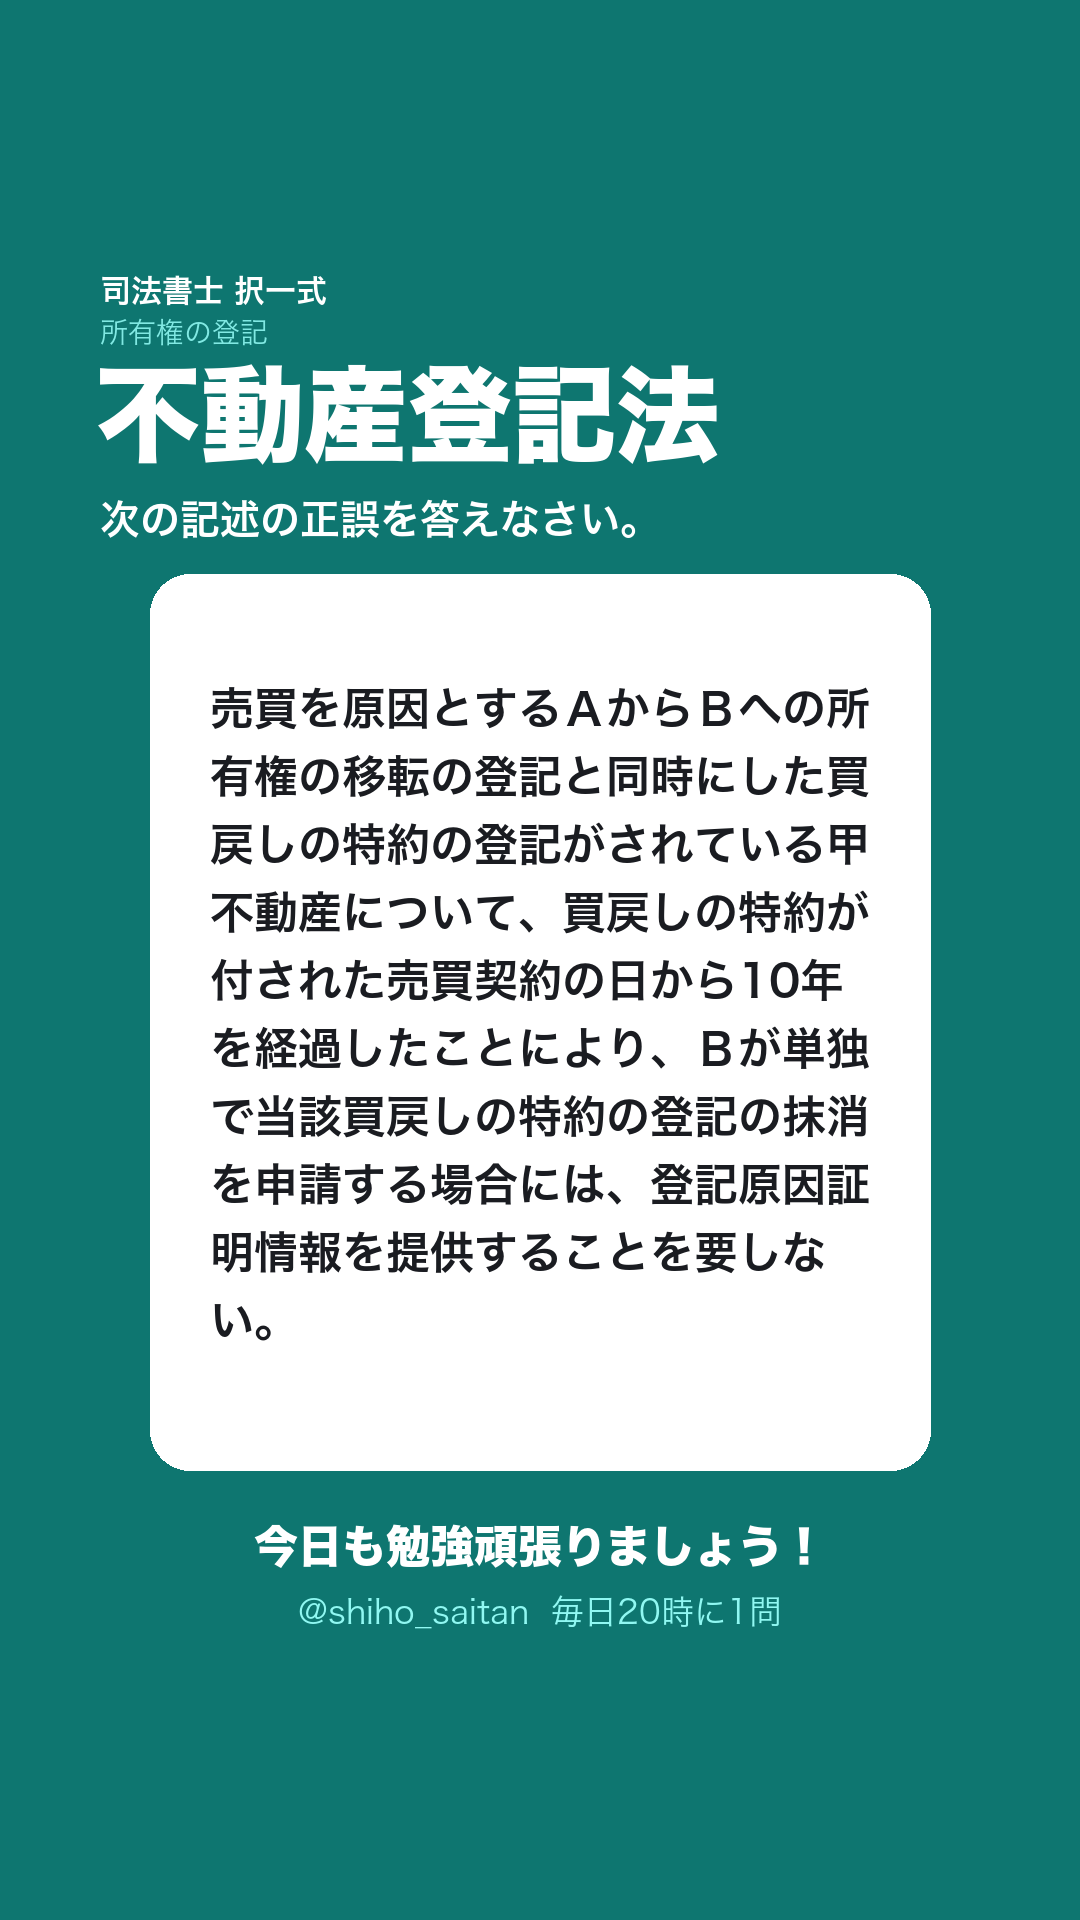 司法書士 択一式
所有権の登記
不動産登記法
次の記述の正誤を答えなさい。
売買を原因とするＡからＢへの所
有権の移転の登記と同時にした買
戻しの特約の登記がされている甲
不動産について、買戻しの特約が
付された売買契約の日から10年
を経過したことにより、Ｂが単独
で当該買戻しの特約の登記の抹消
を申請する場合には、登記原因証
明情報を提供することを要しな
い。
今日も勉強頑張りましょう！
@shiho_saitan 毎日20時に1問